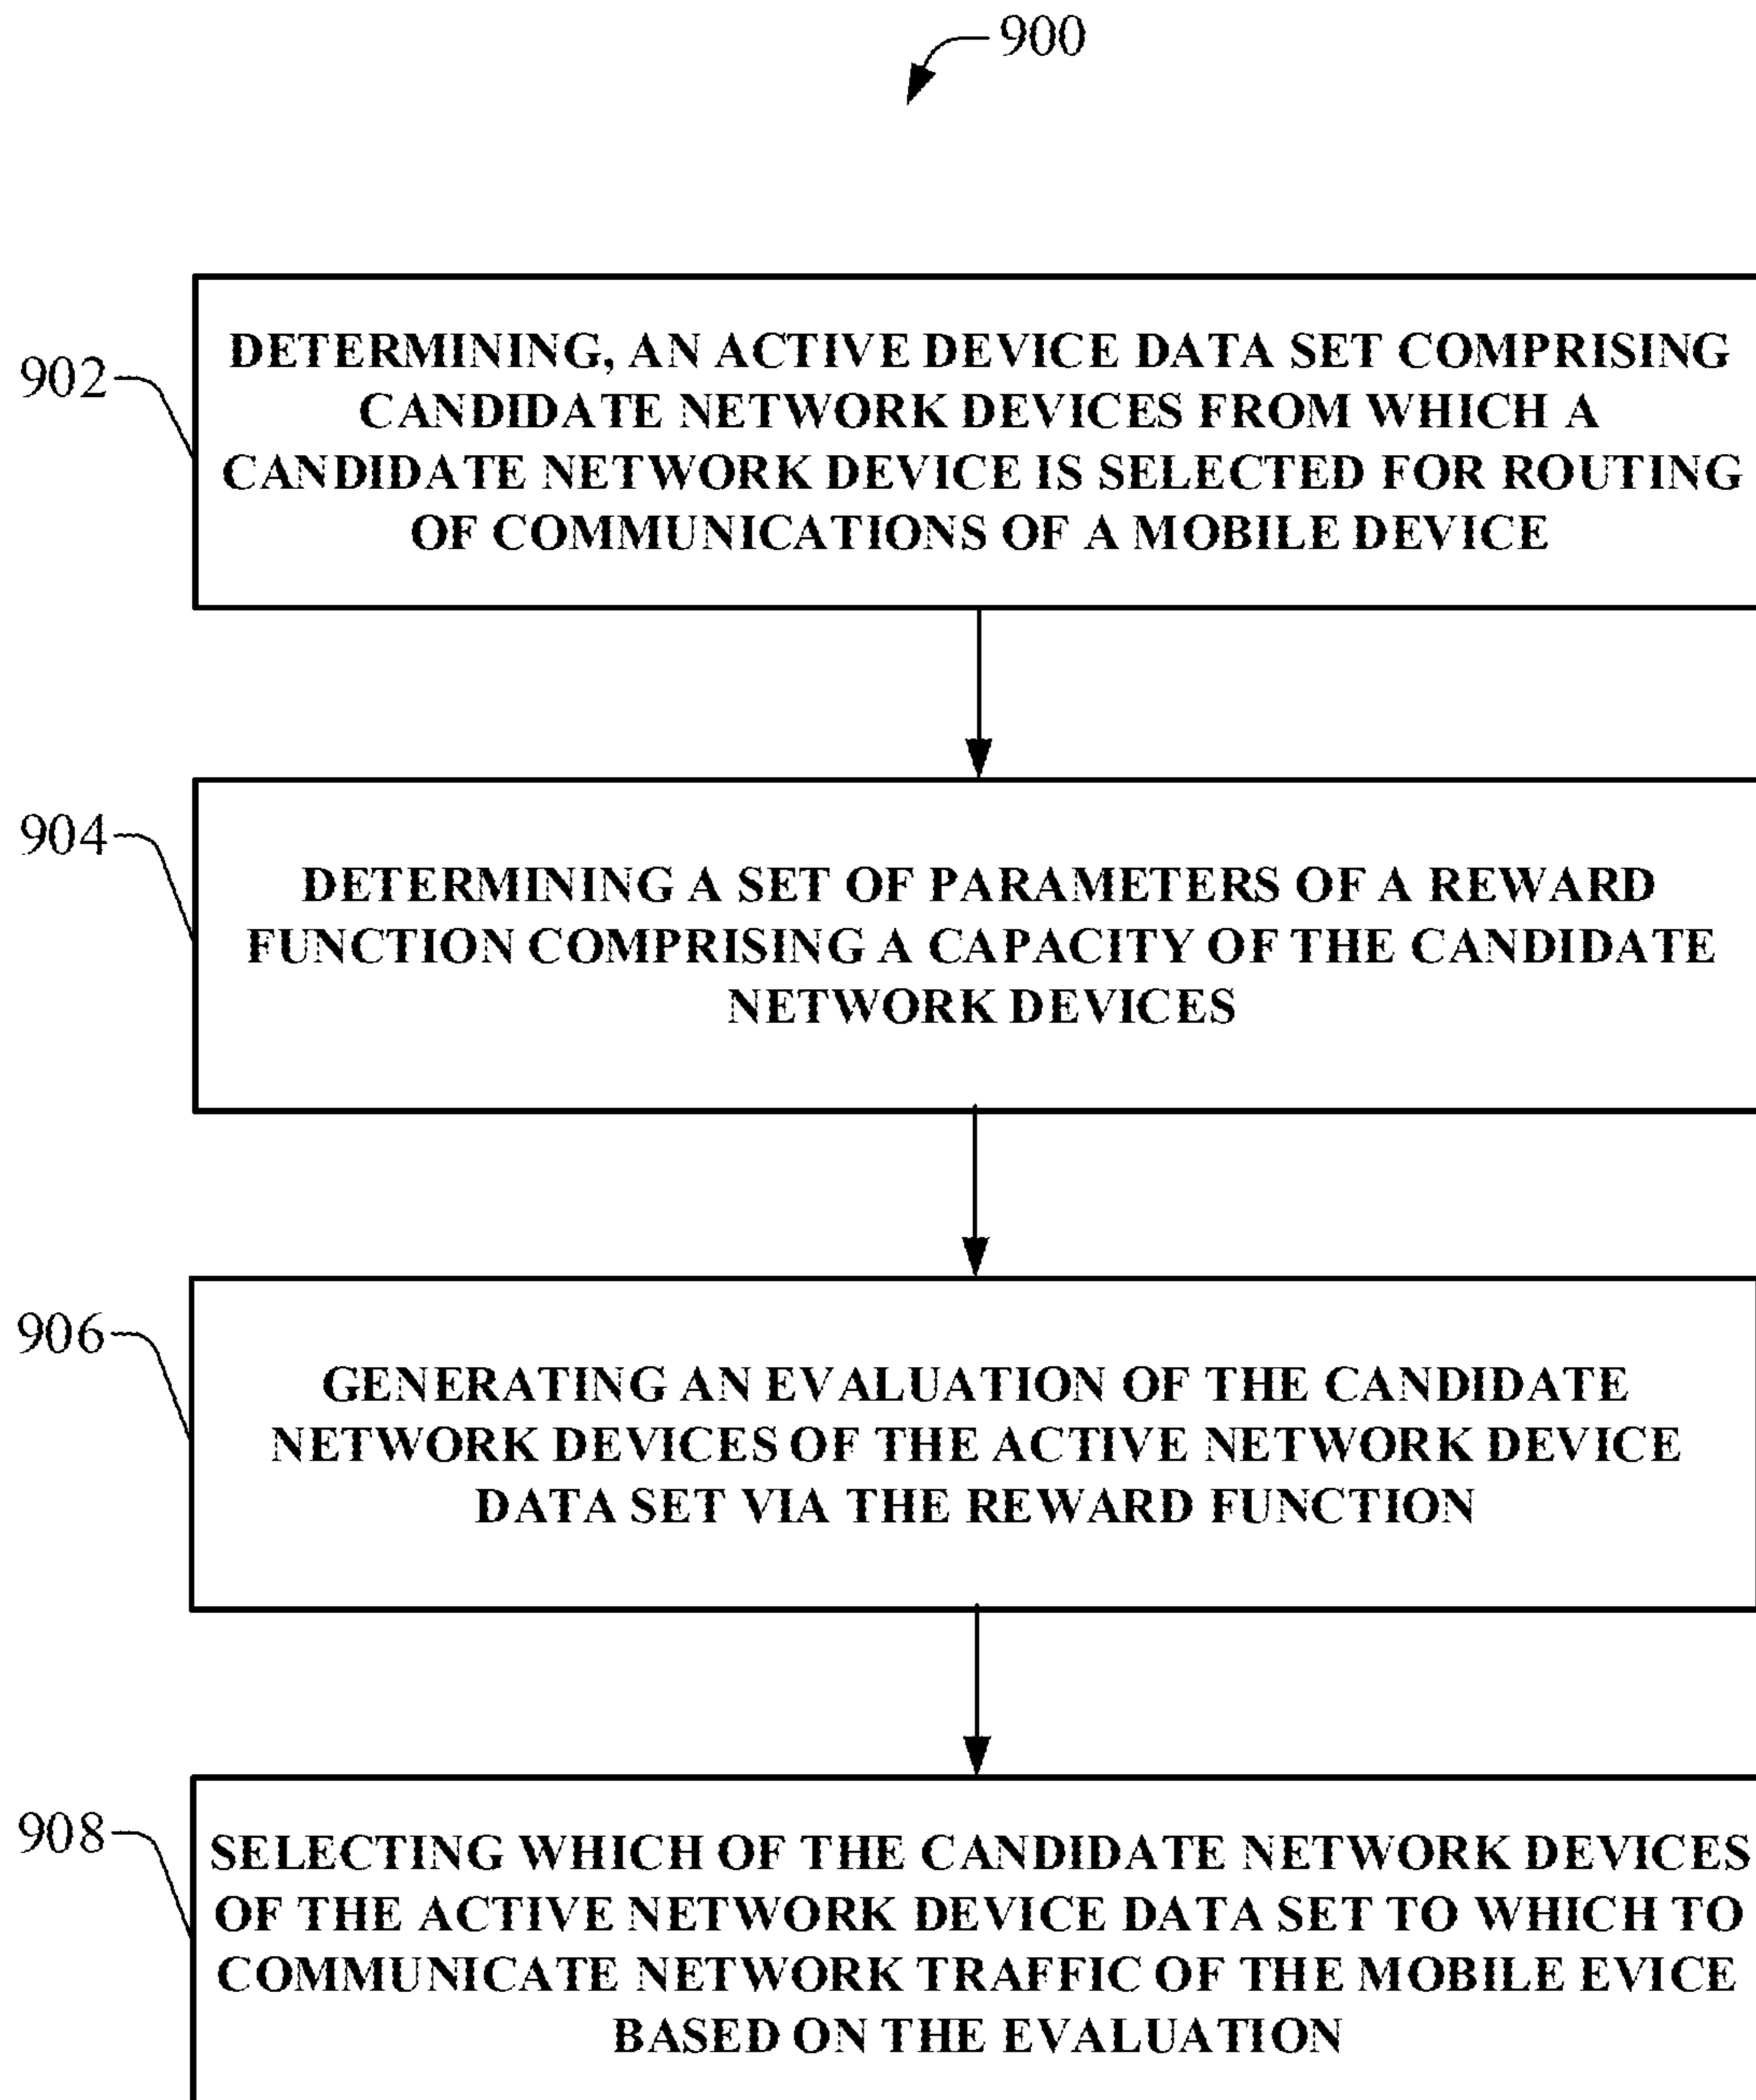 900
902
DETERMINING, AN ACTIVE DEVICE DATA SET COMPRISING
CANDIDATE NETWORK DEVICES FROM WHICH A
CANDIDATE NETWORK DEVICE IS SELECTED FOR ROUTING
OF COMMUNICATIONS OF A MOBILE DEVICE
904
DETERMINING A SET OF PARAMETERS OF A REWARD
FUNCTION COMPRISING A CAPACITY OF THE CANDIDATE
NETWORK DEVICES
906
GENERATING AN EVALUATION OF THE CANDIDATE
NETWORK DEVICES OF THE ACTIVE NETWORK DEVICE
DATA SET VIA THE REWARD FUNCTION
908
SELECTING WHICH OF THE CANDIDATE NETWORK DEVICES
OF THE ACTIVE NETWORK DEVICE DATA SET TO WHICH TO
COMMUNICATE NETWORK TRAFFIC OF THE MOBILE EVICE
BASED ON THE EVALUATION